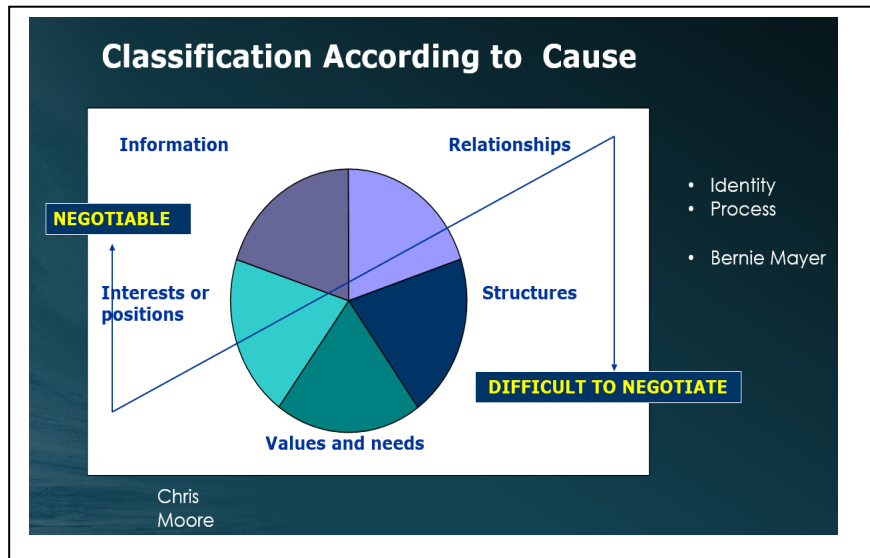 Classification According to Cause
Information
Relationships
NEGOTIABLE
• Identity
• Process
• Bernie Mayer
Interests or
positions
Structures
DIFFICULT TO NEGOTIATE
Values and needs
Chris
Moore